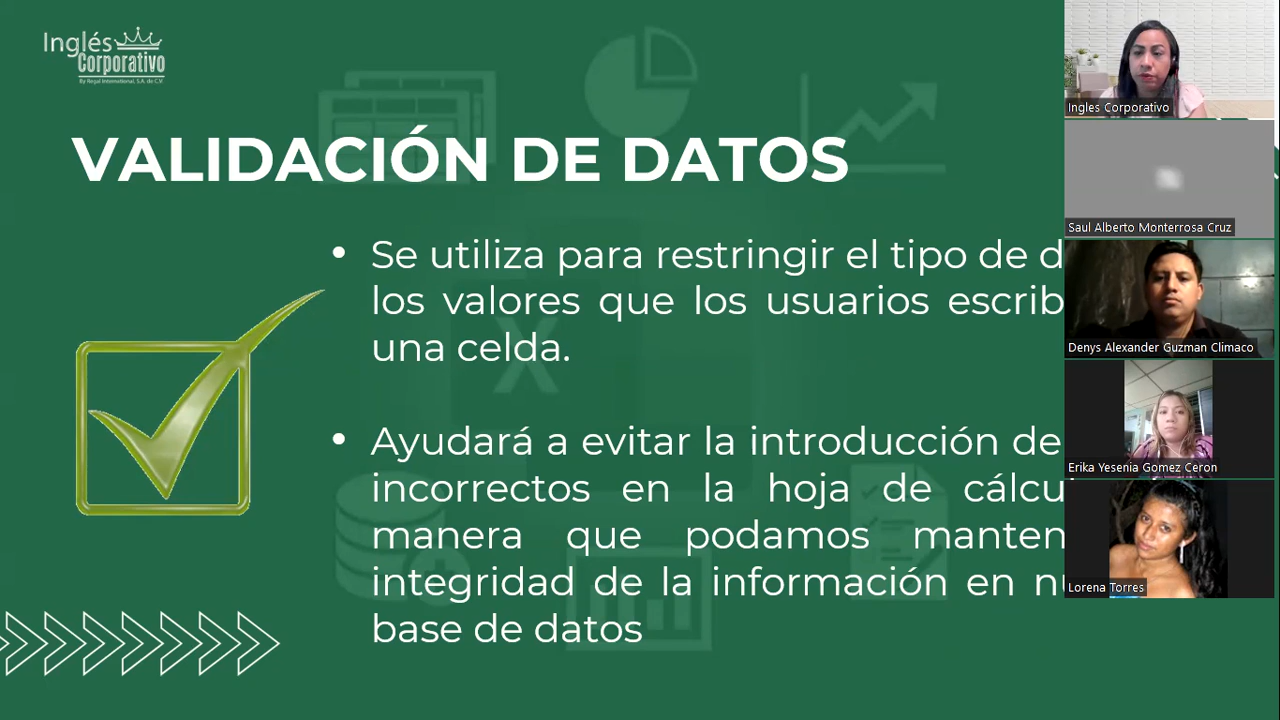 Inglés
Corporativo
By Regal International, S.A. de C.V.
VALIDACIÓN DE DATOS
• Se utiliza para restringir el tipo de
los valores que los usuarios
una celda.
• Ayudará a evitar la introducción de
incorrectos en la hoja de
manera que podamos
integridad de la información en
base de datos
Ingles Corporativo
Saul Alberto Monterrosa Cruz
Denys Alexander Guzman Climaco
Erika Yesenia Gomez Ceron
Lorena Torres